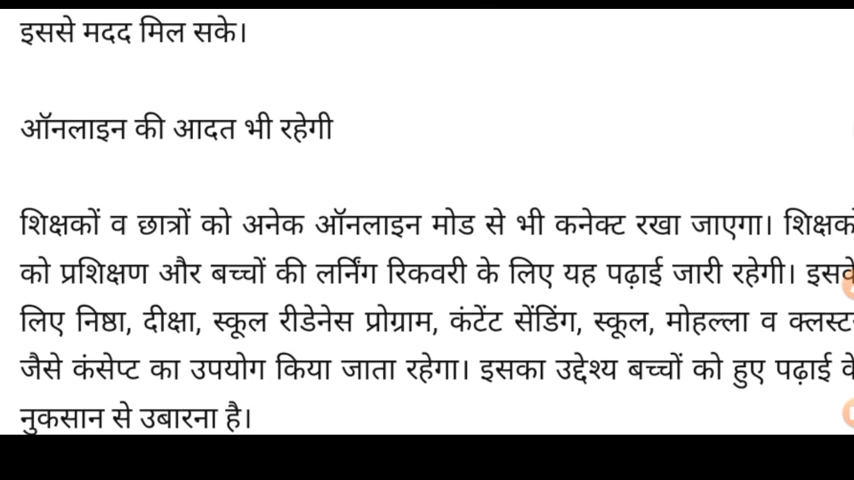 इससे मदद मिल सके।
ऑनलाइन की आदत भी रहेगी
शिक्षकों व छात्रों को अनेक ऑनलाइन मोड से भी कनेक्ट रखा जाएगा।
को प्रशिक्षण और बच्चों की लर्निंग रिकवरी के लिए यह पढ़ाई जारी रहेगी।
लिए निष्ठा, दीक्षा, स्कूल रीडेनेस प्रोग्राम, कंटेंट सेंडिंग, स्कूल, मोहल्ला व
जैसे कंसेप्ट का उपयोग किया जाता रहेगा। इसका उद्देश्य बच्चों को हुए पढ़ाई
नुकसान से उबारना है।